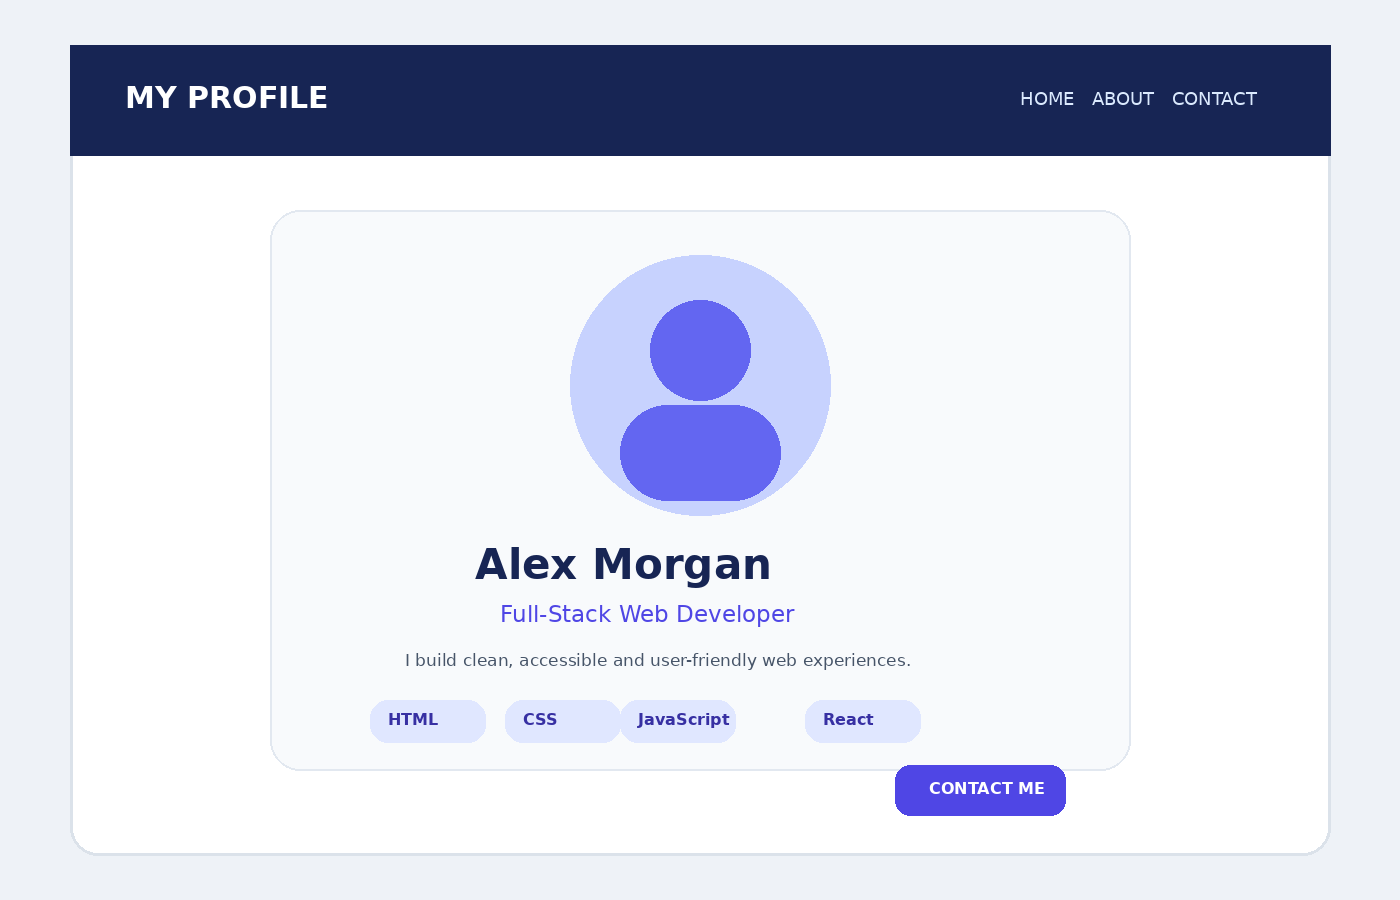 MY PROFILE
HOME ABOUT CONTACT
Alex Morgan
Full-Stack Web Developer
I build clean, accessible and user-friendly web experiences.
HTML CSS JavaScript React
CONTACT ME